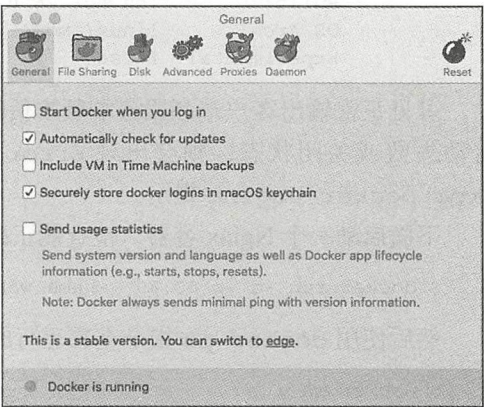 General
General File Sharing Disk Advanced Proxies Daemon Reset
Start Docker when you log in
Automatically check for updates
Include VM in Time Machine backups
Securely store docker logins in macOS keychain
Send usage statistics
Send system version and language as well as Docker app lifecycle
information (e.g., starts, stops, resets).
Note: Docker always sends minimal ping with version information.
This is a stable version. You can switch to edge.
Docker is running